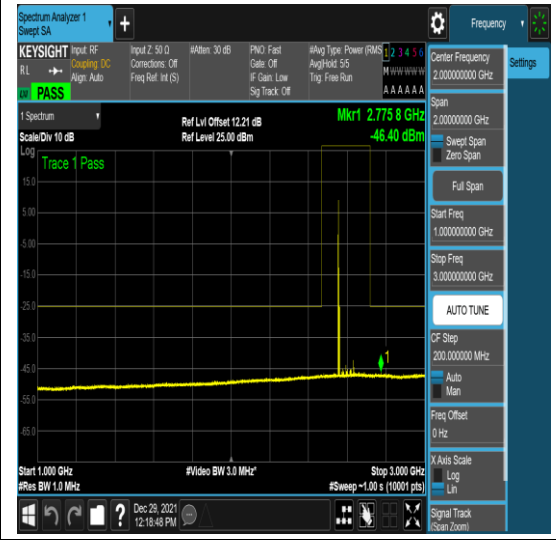 Spectrum Analyzer 1
Swept SA
Frequency
KEYSIGHT
RL
Input: RF
Coupling: DC
Align: Auto
Input Z: 50 Ω
Corrections: Off
Freq Ref: Int (S)
#Atten: 30 dB
PNO: Fast
Gate: Off
IF Gain: Low
Sig Track: Off
#Avg Type: Power (RMS
Avg|Hold: 5/5
Trig: Free Run
1 2 3 4 5 6
M W W W W W
A A A A A A
PASS
1 Spectrum
Scale/Div 10 dB
Log
Ref Lvl Offset 12.21 dB
Ref Level 25.00 dBm
Mkr1 2.775 8 GHz
-46.40 dBm
Trace 1 Pass
15.0
5.00
-5.00
-15.0
-25.0
-35.0
-45.0
-55.0
-65.0
1
Start 1.000 GHz
#Res BW 1.0 MHz
#Video BW 3.0 MHz*
Stop 3.000 GHz
#Sweep ~1.00 s (10001 pts)
Dec 29, 2021
12:18:48 PM
Center Frequency
2.000000000 GHz
Settings
Span
2.00000000 GHz
Swept Span
Zero Span
Full Span
Start Freq
1.000000000 GHz
Stop Freq
3.000000000 GHz
AUTO TUNE
CF Step
200.000000 MHz
Auto
Man
Freq Offset
0 Hz
X Axis Scale
Log
Lin
Signal Track
(Span Zoom)